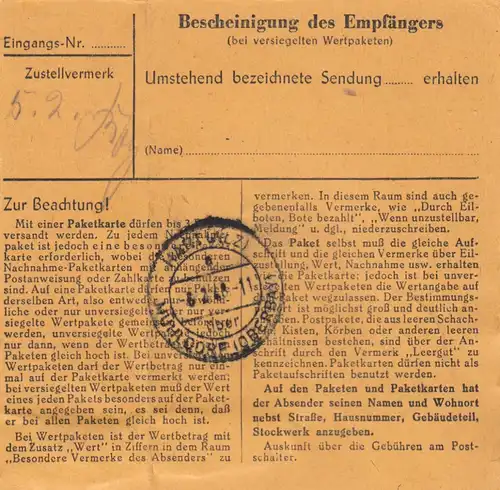 Eingangs-Nr. ..........
Zustellvermerk
5. 2.
Bescheinigung des Empfängers
(bei versiegelten Wertpaketen)
Umstehend bezeichnete Sendung........ erhalten
(Name)
Zur Beachtung!
Mit einer Paketkarte dürfen bis 3
versandt werden. Zu jedem
paket ist jedoch eine besondere
karte erforderlich, wobei
Nachnahme-Paketkarten
Postanweisung oder Zahlkarte
sind. Auf eine Paketkarte
derselben Art, also entweder
liche oder nur unversiegelte
siegelte Wertpakete
werden, unversiegelte
nur dann, wenn der Wertbetrag
Paketen gleich hoch ist. Bei unver
Wertpaketen darf der Wertbetrag nur ein-
mal auf der Paketkarte vermerkt werden;
bei versiegelten Wertpaketen muß der Wert
eines jeden Pakets besonders auf der Paket-
karte angegeben sein, es sei denn, daß
er bei allen Paketen gleich hoch ist.
Bei Wertpaketen ist der Wertbetrag mit
dem Zusatz „Wert" in Ziffern in dem Raum
„Besondere Vermerke des Absenders" zu
vermerken. In diesem Raum sind auch ge-
gebenenfalls Vermerke, wie „Durch Eil-
boten, Bote bezahlt", „Wenn unzustellbar,
Meldung" u. dgl., niederzuschreiben.
Das Paket selbst muß die gleiche Auf-
schrift und die gleichen Vermerke über Eil-
stellung, Wert, Nachnahme usw. erhalten
die Paketkarte; jedoch ist bei unver-
Wertpaketen die Wertangabe auf
paket wegzulassen. Der Bestimmungs-
ist möglichst groß und deutlich an-
Postpakete, die aus leeren Schach-
Kisten, Körben oder anderen leeren
hältnissen bestehen, sind über der An-
schrift durch den Vermerk „Leergut" zu
kennzeichnen. Paketkarten dürfen nicht als
Paketaufschriften benutzt werden.
Auf den Paketen und Paketkarten hat
der Absender seinen Namen und Wohnort
nebst Straße, Hausnummer, Gebäudeteil,
Stockwerk anzugeben.
Auskunft über die Gebühren am Post-
schalter.
MÜHLDORF (OBERBAY)